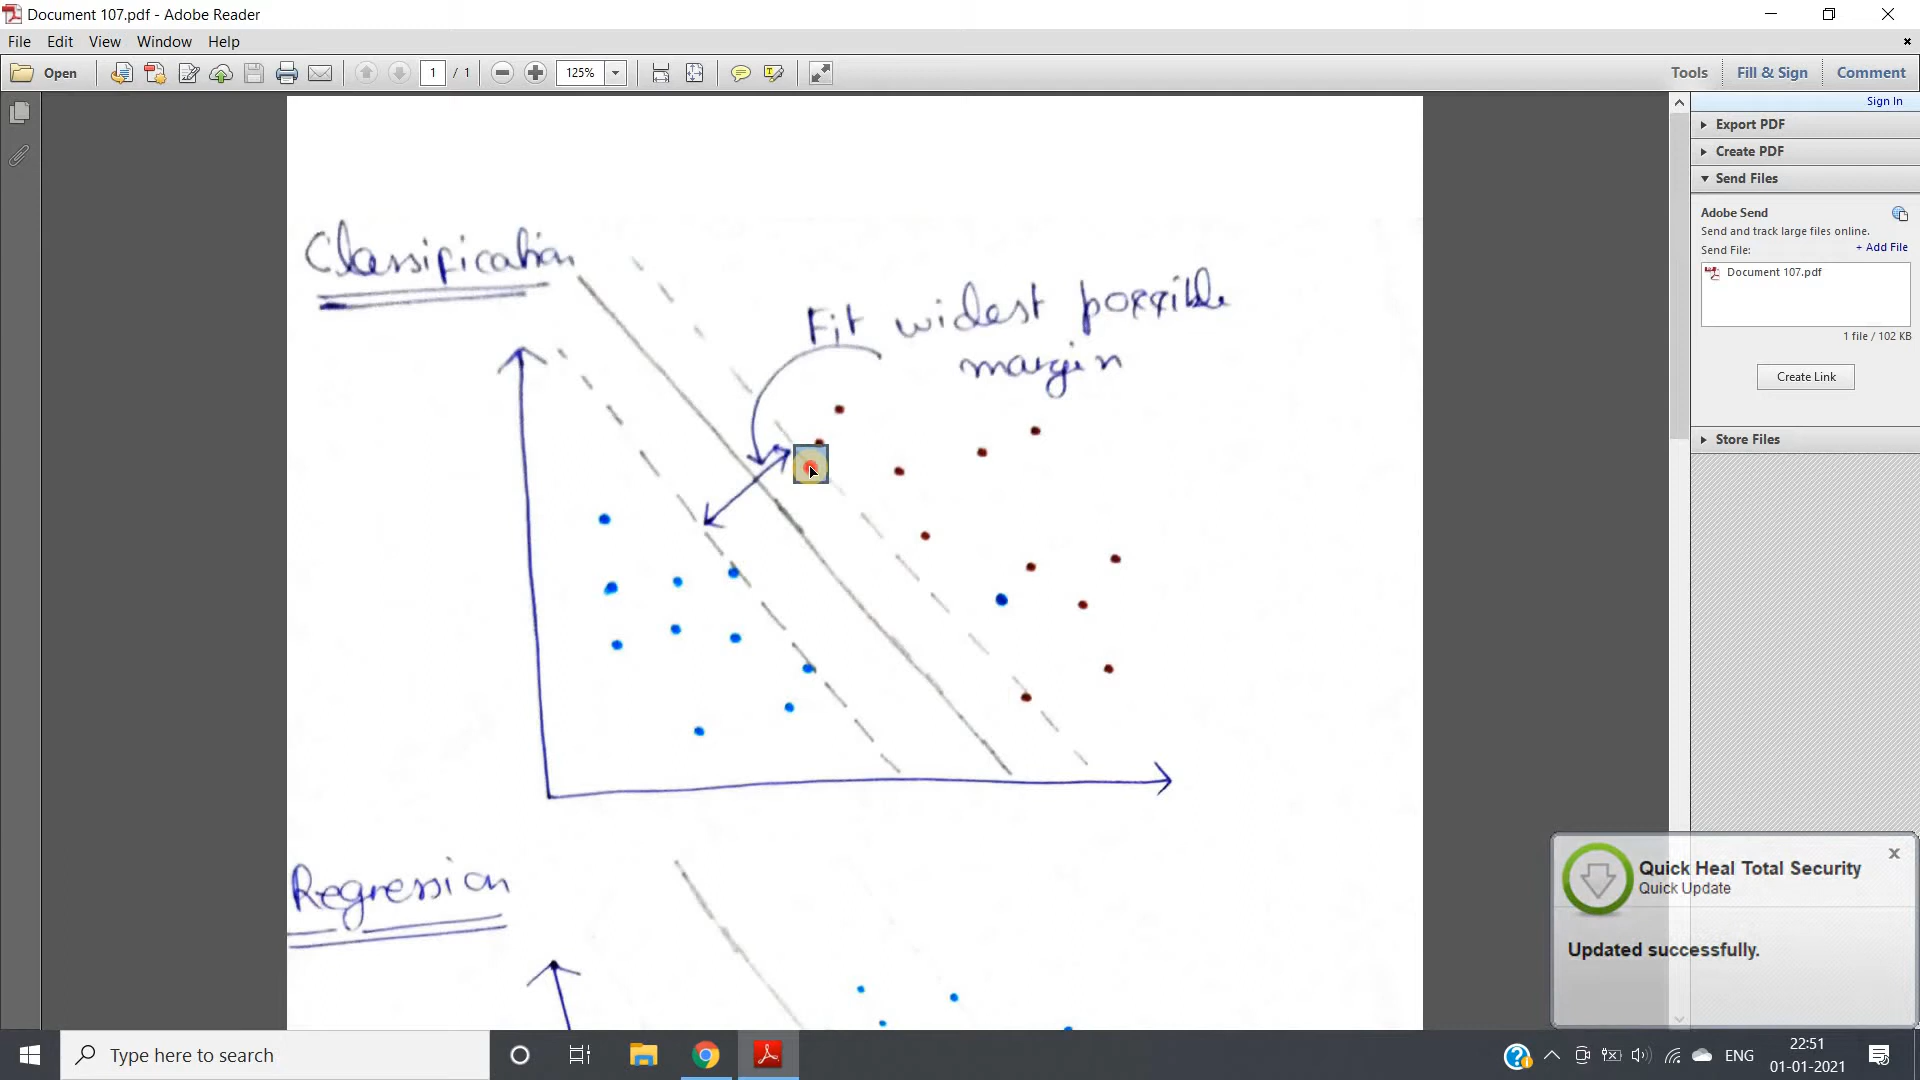 Document 107.pdf - Adobe Reader
File Edit View Window Help
Open
1 / 1
125%
Tools Fill & Sign Comment
Sign In
Export PDF
Create PDF
Send Files
Adobe Send
Send and track large files online.
Send File: + Add File
Document 107.pdf
1 file / 102 KB
Create Link
Store Files
Classification
Fit widest possible
margin
Regression
Quick Heal Total Security
Quick Update
Updated successfully.
Type here to search
ENG
22:51
01-01-2021